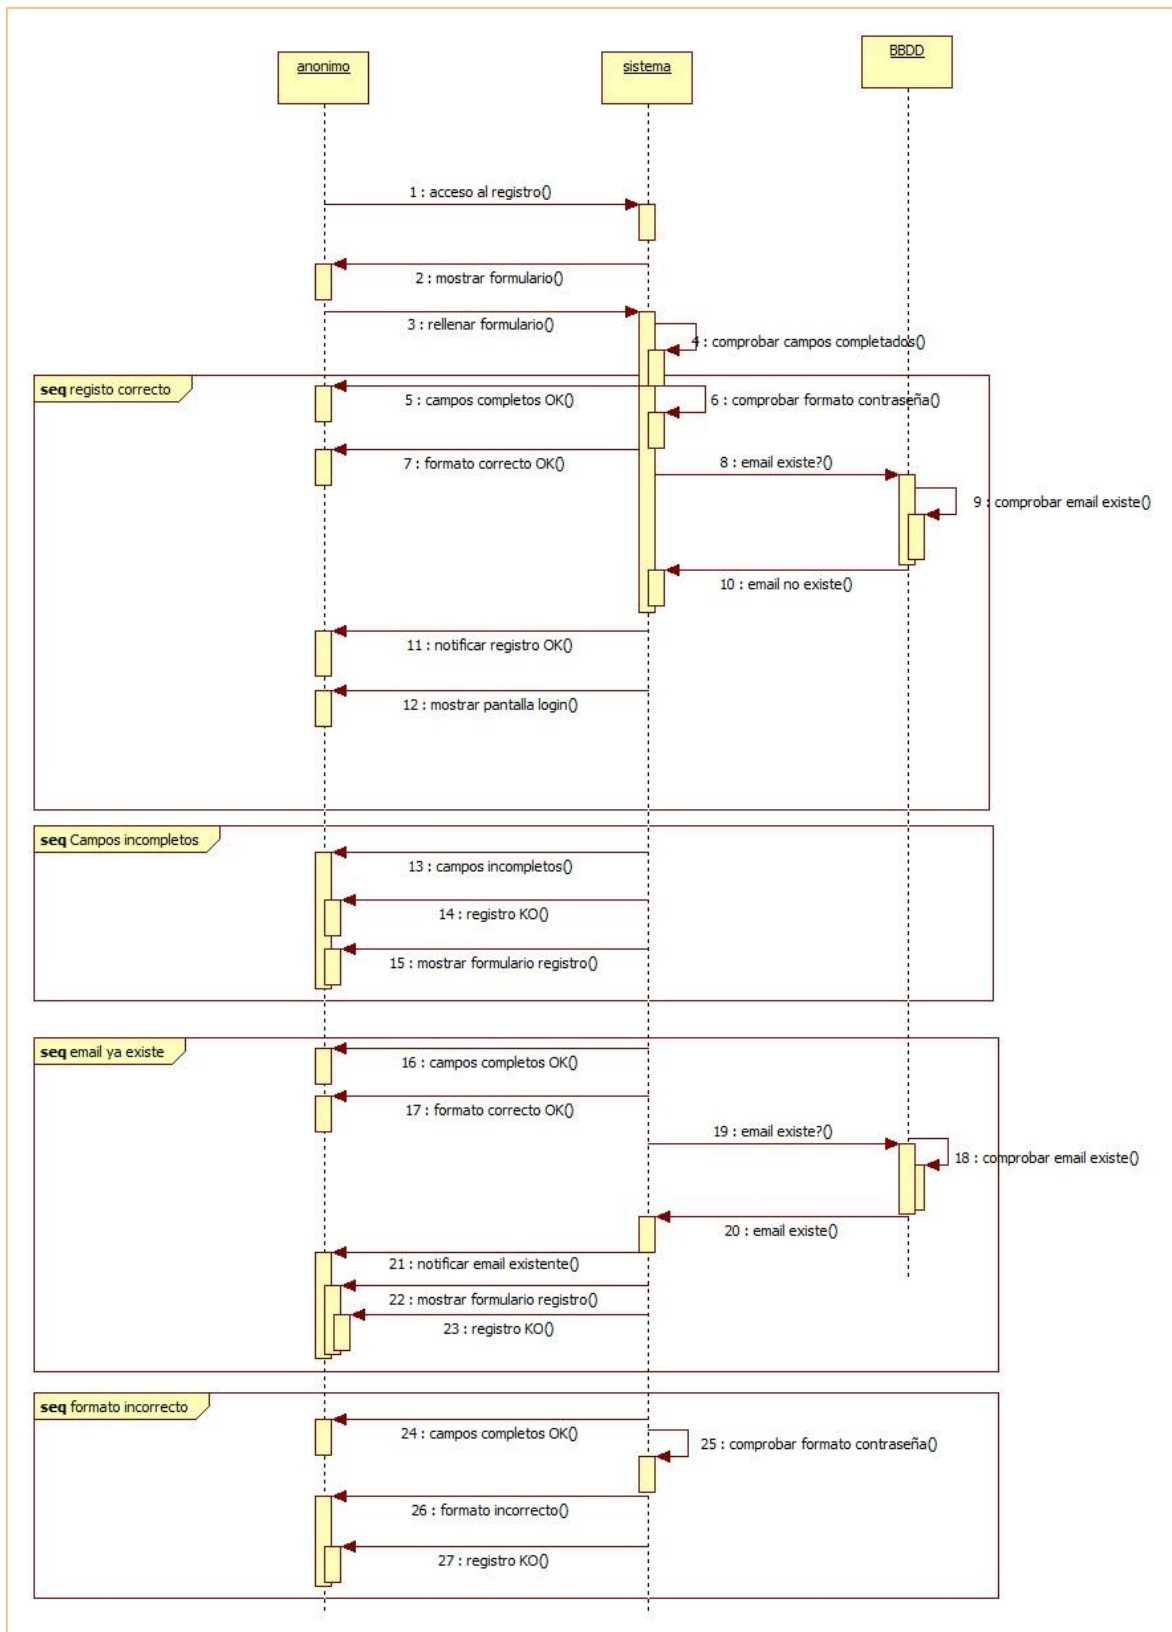 anonimo
sistema
BBDD
1 : acceso al registro()
2 : mostrar formulario()
3 : rellenar formulario()
4 : comprobar campos completados()
seq registo correcto
5 : campos completos OK()
6 : comprobar formato contraseña()
7 : formato correcto OK()
8 : email existe?()
9 : comprobar email existe()
10 : email no existe()
11 : notificar registro OK()
12 : mostrar pantalla login()
seq Campos incompletos
13 : campos incompletos()
14 : registro KO()
15 : mostrar formulario registro()
seq email ya existe
16 : campos completos OK()
17 : formato correcto OK()
19 : email existe?()
18 : comprobar email existe()
20 : email existe()
21 : notificar email existente()
22 : mostrar formulario registro()
23 : registro KO()
seq formato incorrecto
24 : campos completos OK()
25 : comprobar formato contraseña()
26 : formato incorrecto()
27 : registro KO()